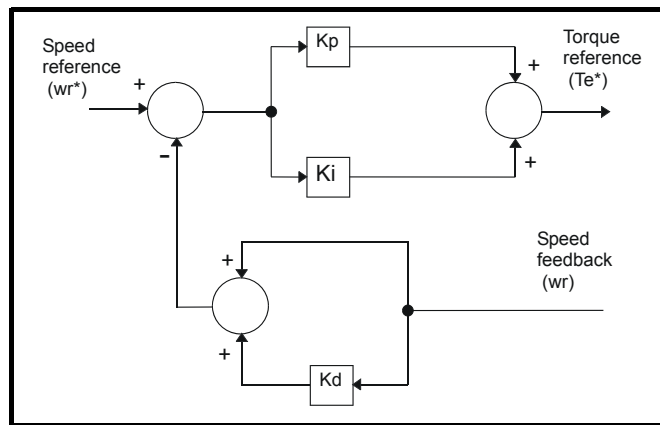 Speed
reference
(wr*)
+
-
Kp
Ki
+
+
Torque
reference
(Te*)
+
+
Kd
Speed
feedback
(wr)